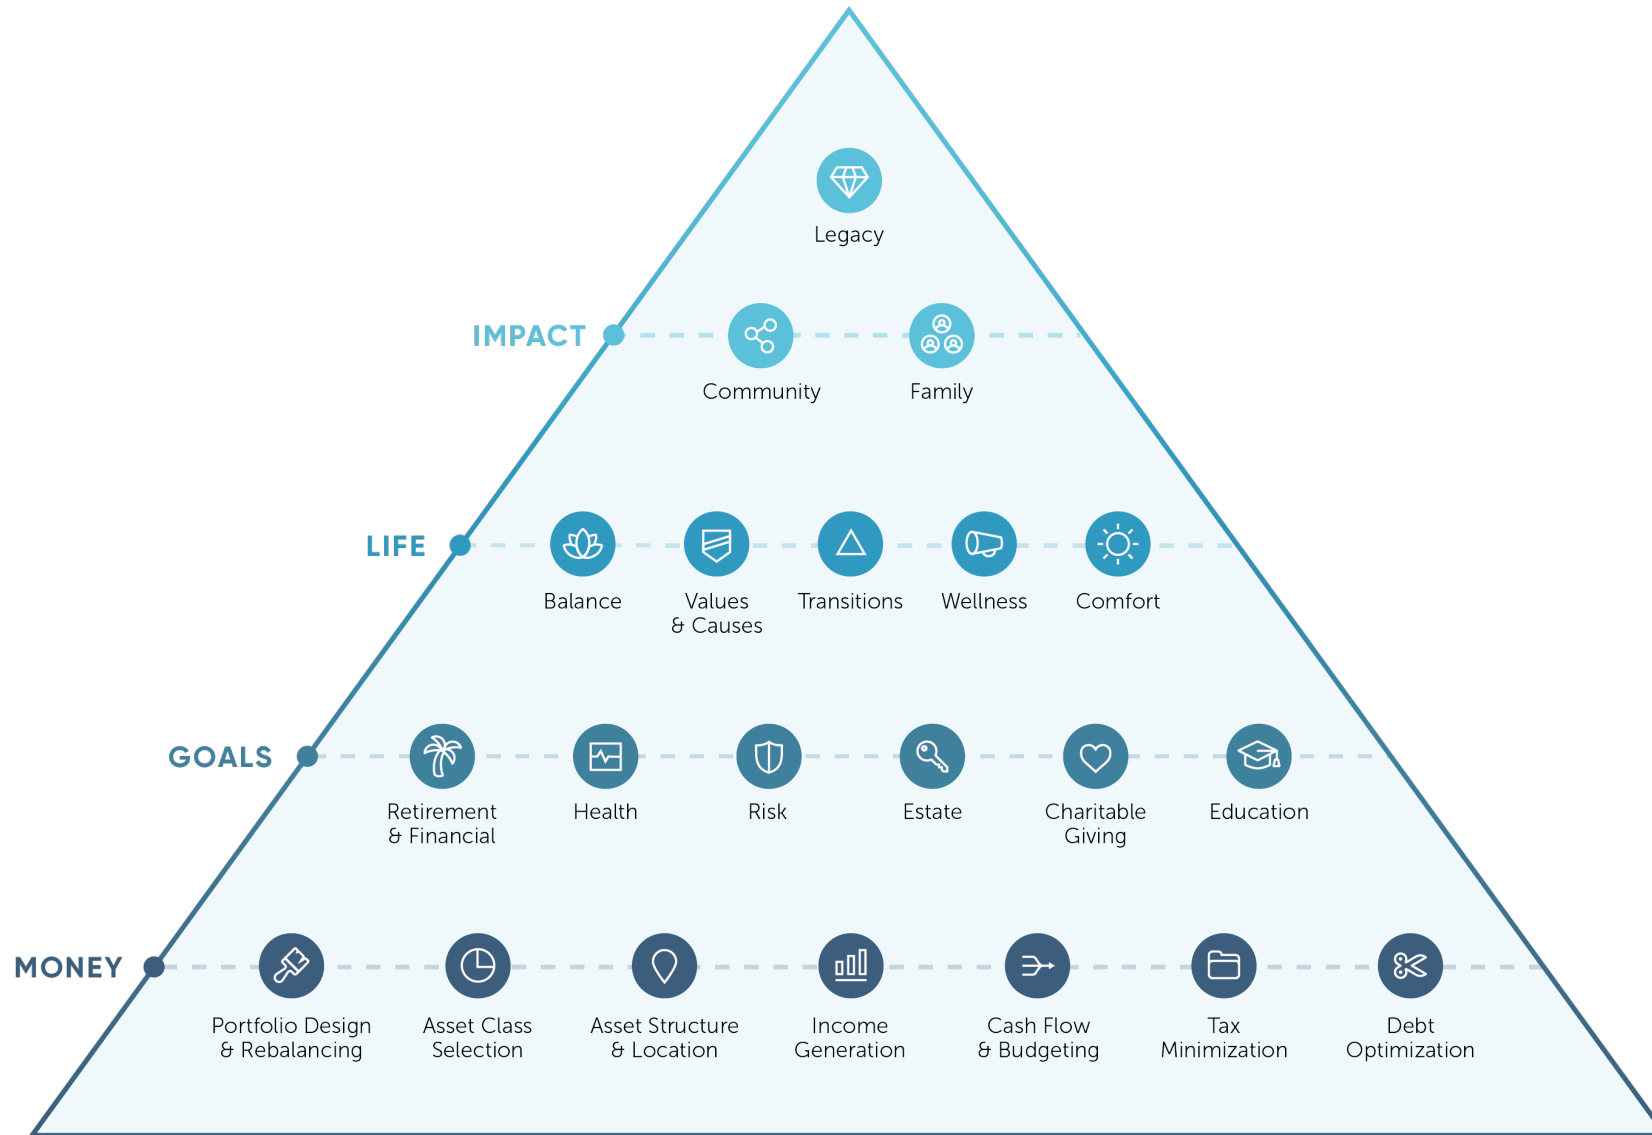 Legacy
IMPACT
Community
Family
LIFE
Balance
Values
& Causes
Transitions
Wellness
Comfort
GOALS
Retirement
& Financial
Health
Risk
Estate
Charitable
Giving
Education
MONEY
Portfolio Design
& Rebalancing
Asset Class
Selection
Asset Structure
& Location
Income
Generation
Cash Flow
& Budgeting
Tax
Minimization
Debt
Optimization